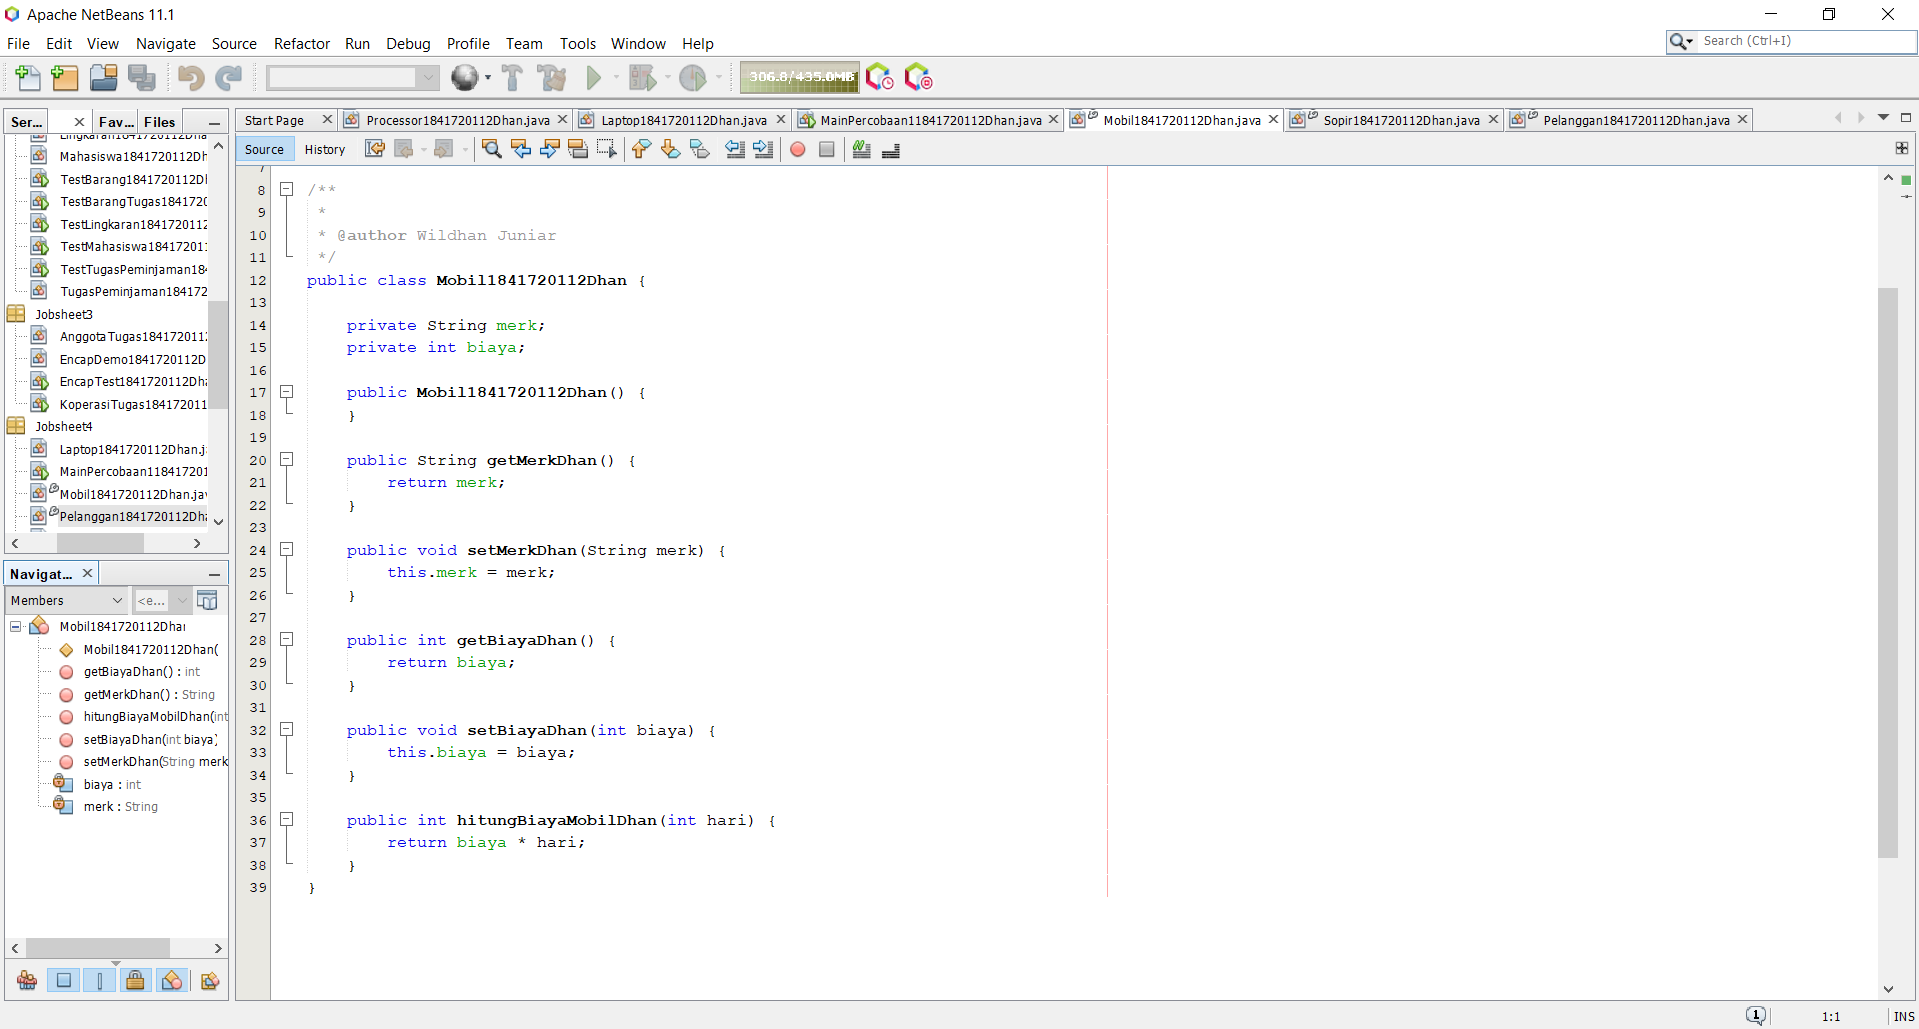 Apache NetBeans 11.1
File Edit View Navigate Source Refactor Run Debug Profile Team Tools Window Help
Search (Ctrl+I)
306.8/435.0MB
Ser... Fav... Files
Start Page Processor1841720112Dhan.java Laptop1841720112Dhan.java MainPercobaan11841720112Dhan.java Mobil1841720112Dhan.java Sopir1841720112Dhan.java Pelanggan1841720112Dhan.java
Source History
Lingkaran1841720112Dha
Mahasiswa1841720112Dh
TestBarang1841720112Dh
TestBarangTugas184172
TestLingkaran1841720112
TestMahasiswa184172011
TestTugasPeminjaman184
TugasPeminjaman184172
Jobsheet3
AnggotaTugas184172011
EncapDemo1841720112D
EncapTest1841720112Dh
KoperasiTugas184172011
Jobsheet4
Laptop1841720112Dhan.j
MainPercobaan118417201
Mobil1841720112Dhan.jav
Pelanggan1841720112Dh
Navigat...
Members <e...
Mobil1841720112Dhan
Mobil1841720112Dhan(
getBiayaDhan() : int
getMerkDhan() : String
hitungBiayaMobilDhan(int
setBiayaDhan(int biaya)
setMerkDhan(String merk
biaya : int
merk : String
7
8 /**
9 *
10 * @author Wildhan Juniar
11 */
12 public class Mobil1841720112Dhan {
13
14 private String merk;
15 private int biaya;
16
17 public Mobil1841720112Dhan() {
18 }
19
20 public String getMerkDhan() {
21 return merk;
22 }
23
24 public void setMerkDhan(String merk) {
25 this.merk = merk;
26 }
27
28 public int getBiayaDhan() {
29 return biaya;
30 }
31
32 public void setBiayaDhan(int biaya) {
33 this.biaya = biaya;
34 }
35
36 public int hitungBiayaMobilDhan(int hari) {
37 return biaya * hari;
38 }
39 }
1 1:1 INS